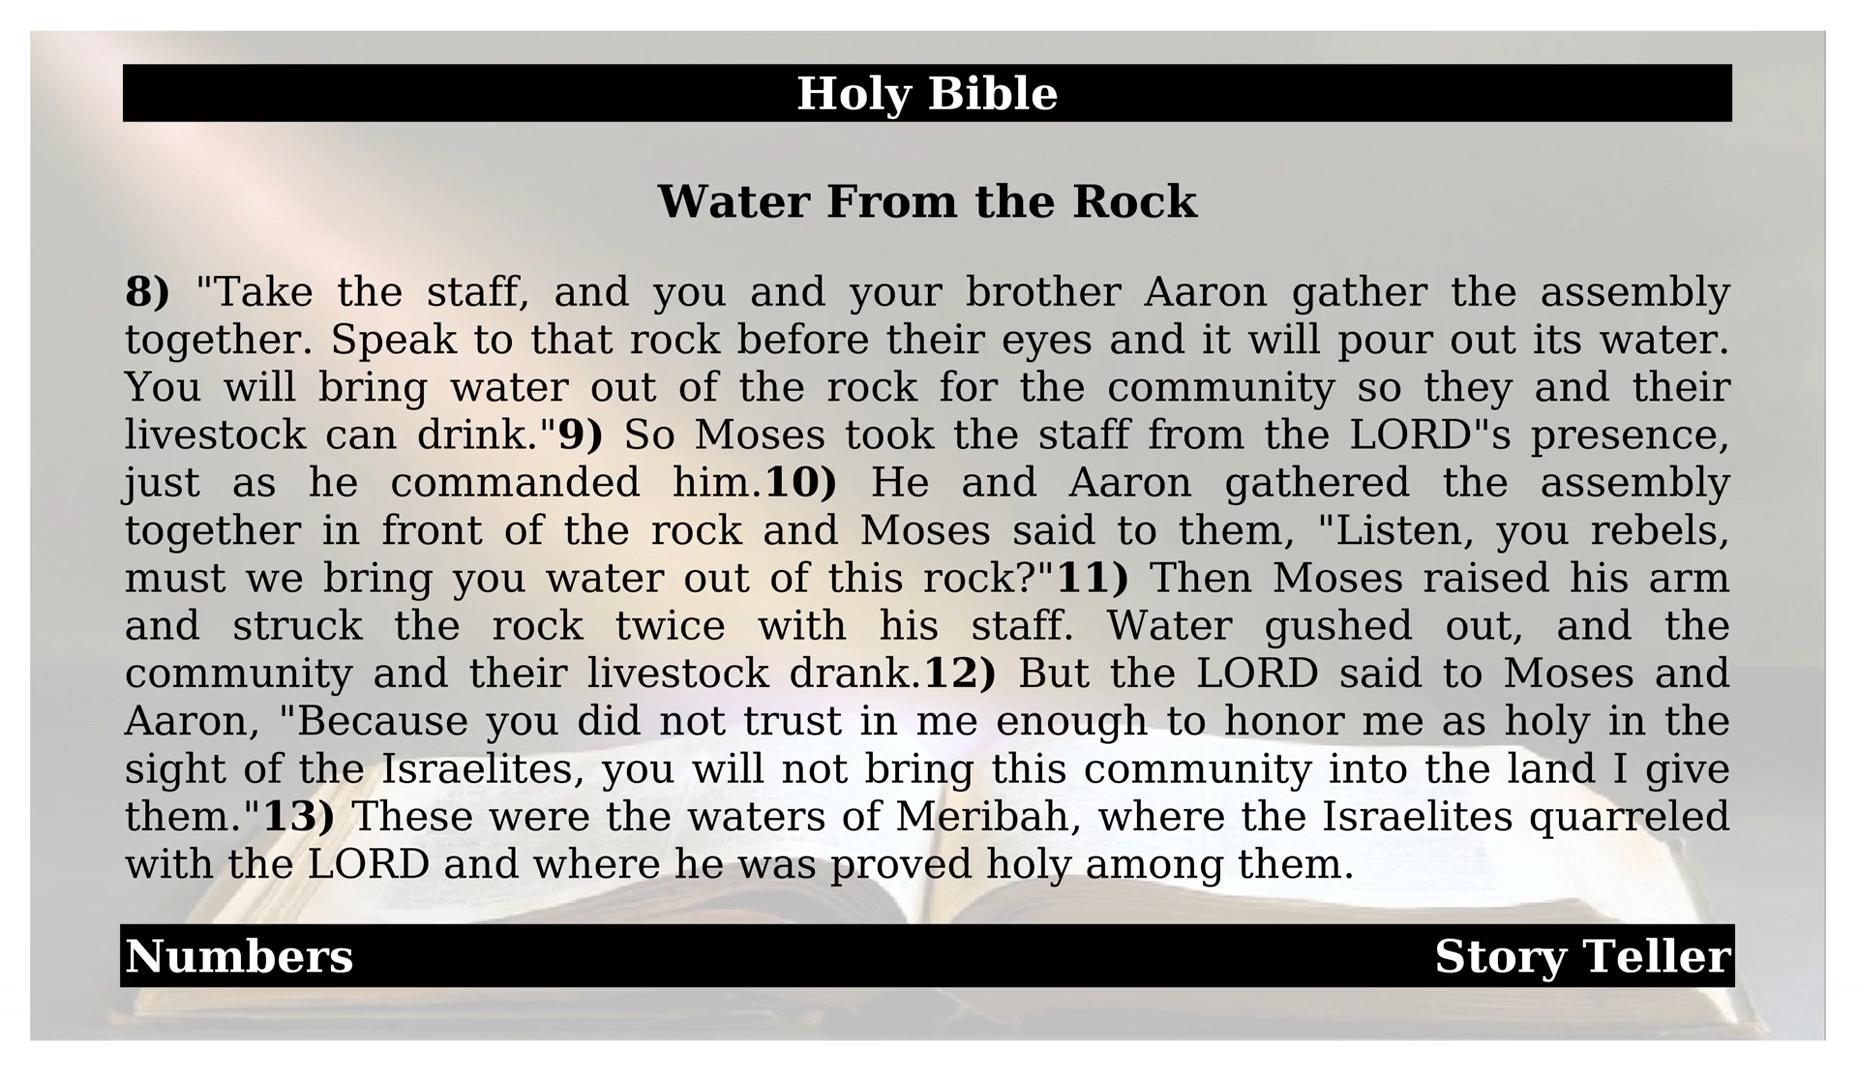 Holy Bible
Water From the Rock
8) "Take the staff, and you and your brother Aaron gather the assembly
together. Speak to that rock before their eyes and it will pour out its water.
You will bring water out of the rock for the community so they and their
livestock can drink."9) So Moses took the staff from the LORD"s presence,
just as he commanded him.10) He and Aaron gathered the assembly
together in front of the rock and Moses said to them, "Listen, you rebels,
must we bring you water out of this rock?"11) Then Moses raised his arm
and struck the rock twice with his staff. Water gushed out, and the
community and their livestock drank.12) But the LORD said to Moses and
Aaron, "Because you did not trust in me enough to honor me as holy in the
sight of the Israelites, you will not bring this community into the land I give
them."13) These were the waters of Meribah, where the Israelites quarreled
with the LORD and where he was proved holy among them.
Numbers Story Teller